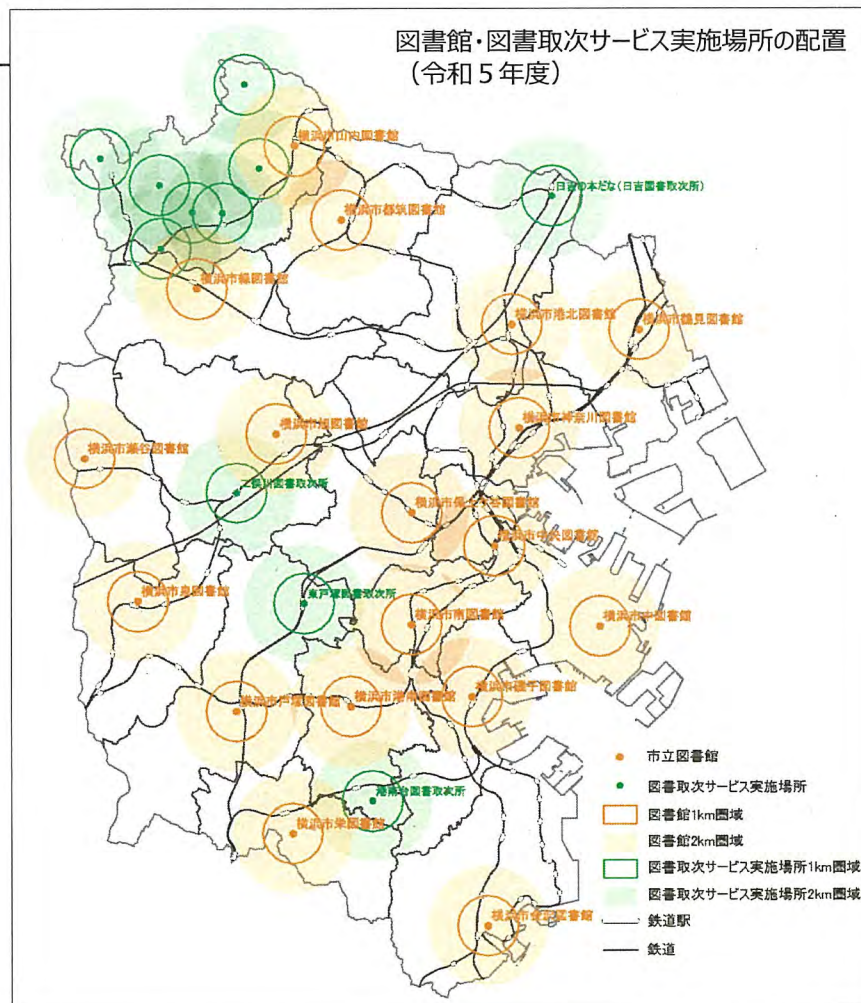 図書館・図書取次サービス実施場所の配置
（令和５年度）
横浜市山内図書館
日吉の本だな(日吉図書取次所)
横浜市都筑図書館
横浜市緑図書館
横浜市港北図書館
横浜市鶴見図書館
横浜市神奈川図書館
横浜市旭図書館
横浜市瀬谷図書館
二俣川図書取次所
横浜市保土ケ谷図書館
横浜市中央図書館
横浜市泉図書館
東戸塚図書取次所
横浜市南図書館
横浜市中図書館
横浜市磯子図書館
横浜市戸塚図書館
横浜市港南図書館
港南台図書取次所
横浜市栄図書館
横浜市金沢図書館
市立図書館
図書取次サービス実施場所
図書館1km圏域
図書館2km圏域
図書取次サービス実施場所1km圏域
図書取次サービス実施場所2km圏域
鉄道駅
鉄道